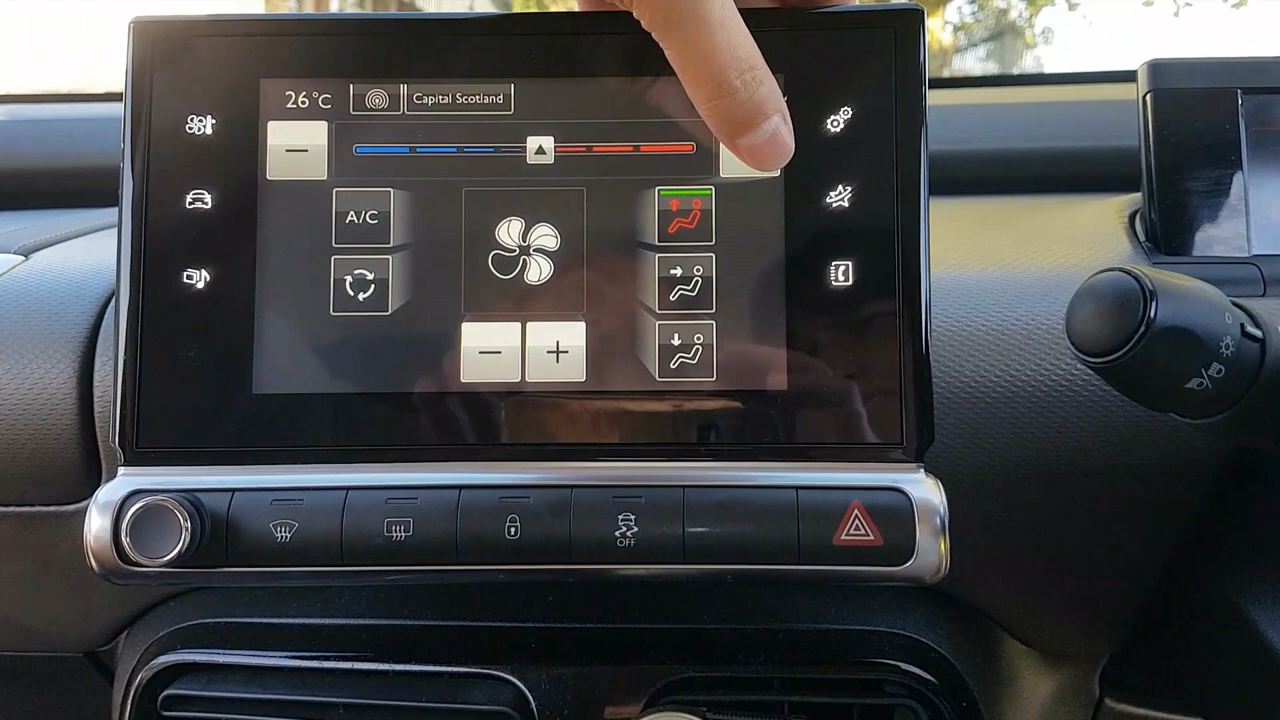 26°C
Capital Scotland
−
A/C
− +
OFF